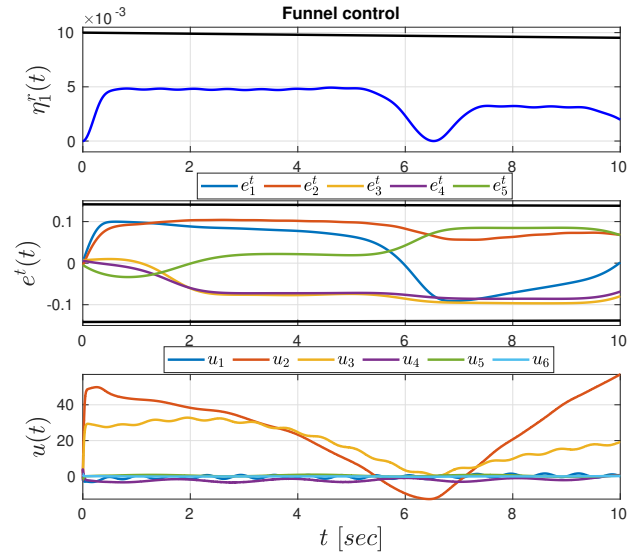 Funnel control
×10⁻³
10
5
0
η₁ʳ(t)
0 2 4 6 8 10
e₁ᵗ e₂ᵗ e₃ᵗ e₄ᵗ e₅ᵗ
0.1
0
-0.1
eᵗ(t)
0 2 4 6 8 10
u₁ u₂ u₃ u₄ u₅ u₆
40
20
0
u(t)
0 2 4 6 8 10
t [sec]